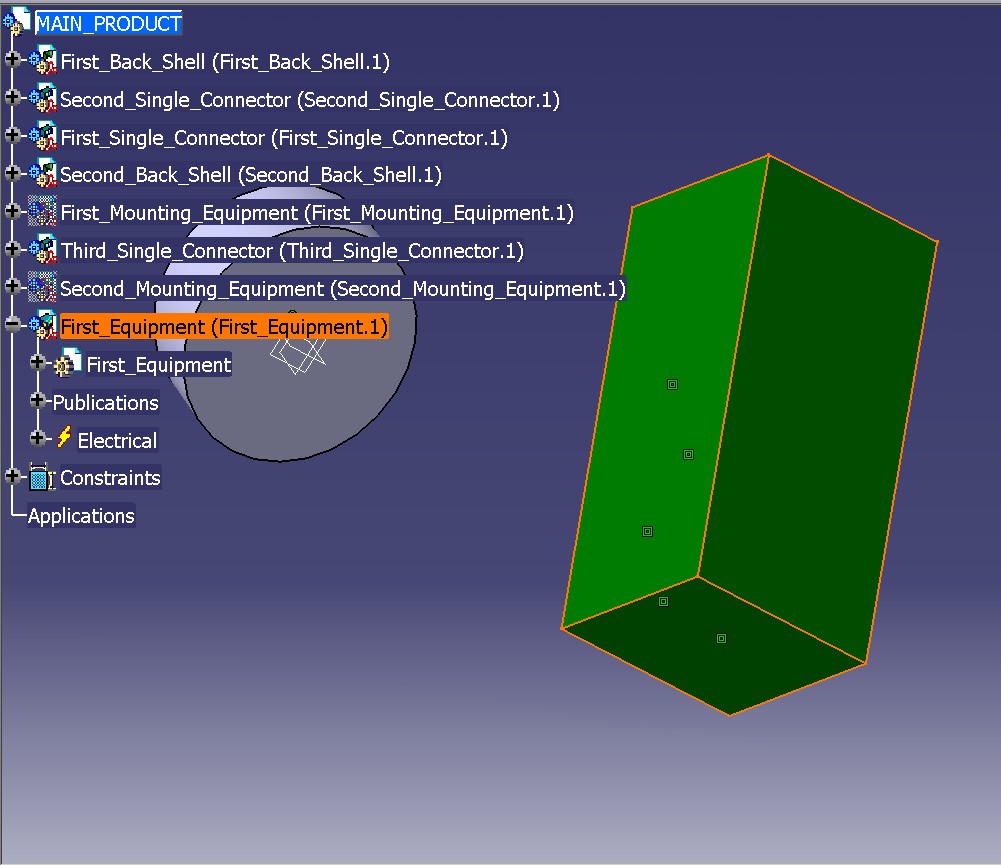 MAIN_PRODUCT
First_Back_Shell (First_Back_Shell.1)
Second_Single_Connector (Second_Single_Connector.1)
First_Single_Connector (First_Single_Connector.1)
Second_Back_Shell (Second_Back_Shell.1)
First_Mounting_Equipment (First_Mounting_Equipment.1)
Third_Single_Connector (Third_Single_Connector.1)
Second_Mounting_Equipment (Second_Mounting_Equipment.1)
First_Equipment (First_Equipment.1)
First_Equipment
Publications
Electrical
Constraints
Applications